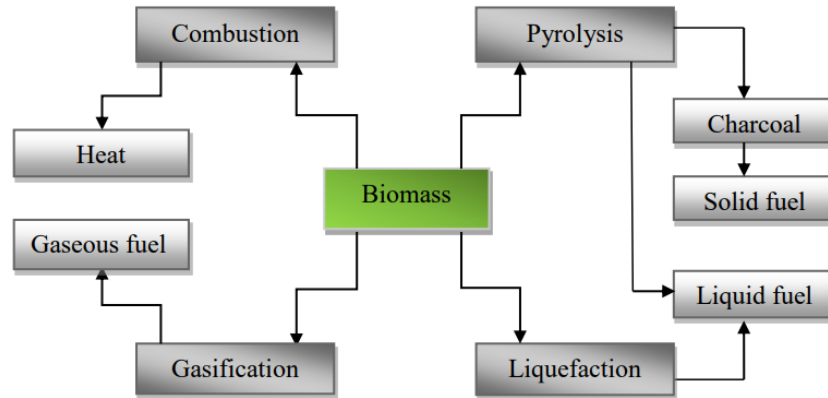 Combustion
Pyrolysis
Charcoal
Heat
Biomass
Solid fuel
Gaseous fuel
Liquid fuel
Gasification
Liquefaction